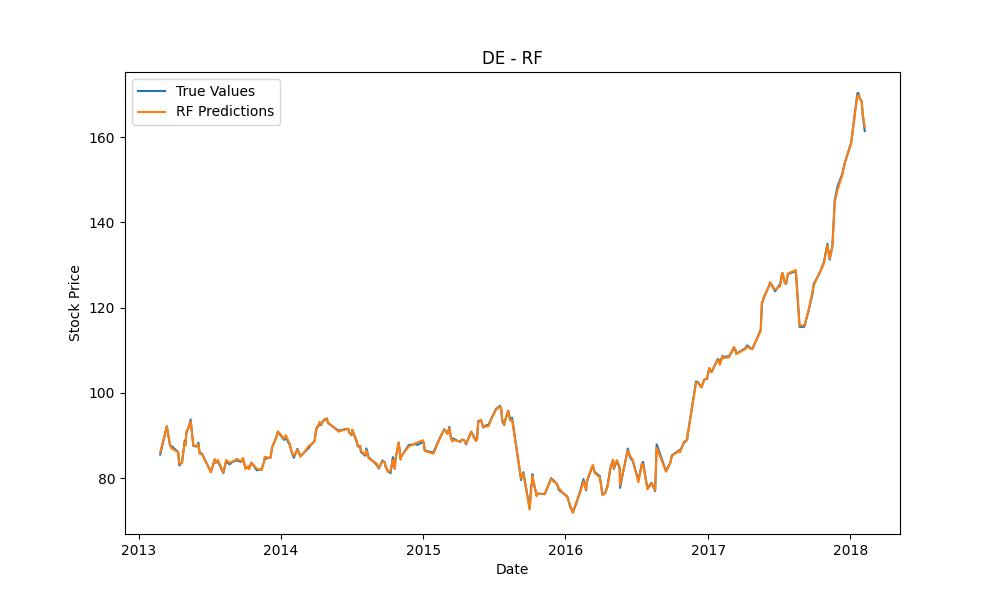 DE - RF
True Values
RF Predictions
160
140
120
100
80
Stock Price
2013 2014 2015 2016 2017 2018
Date